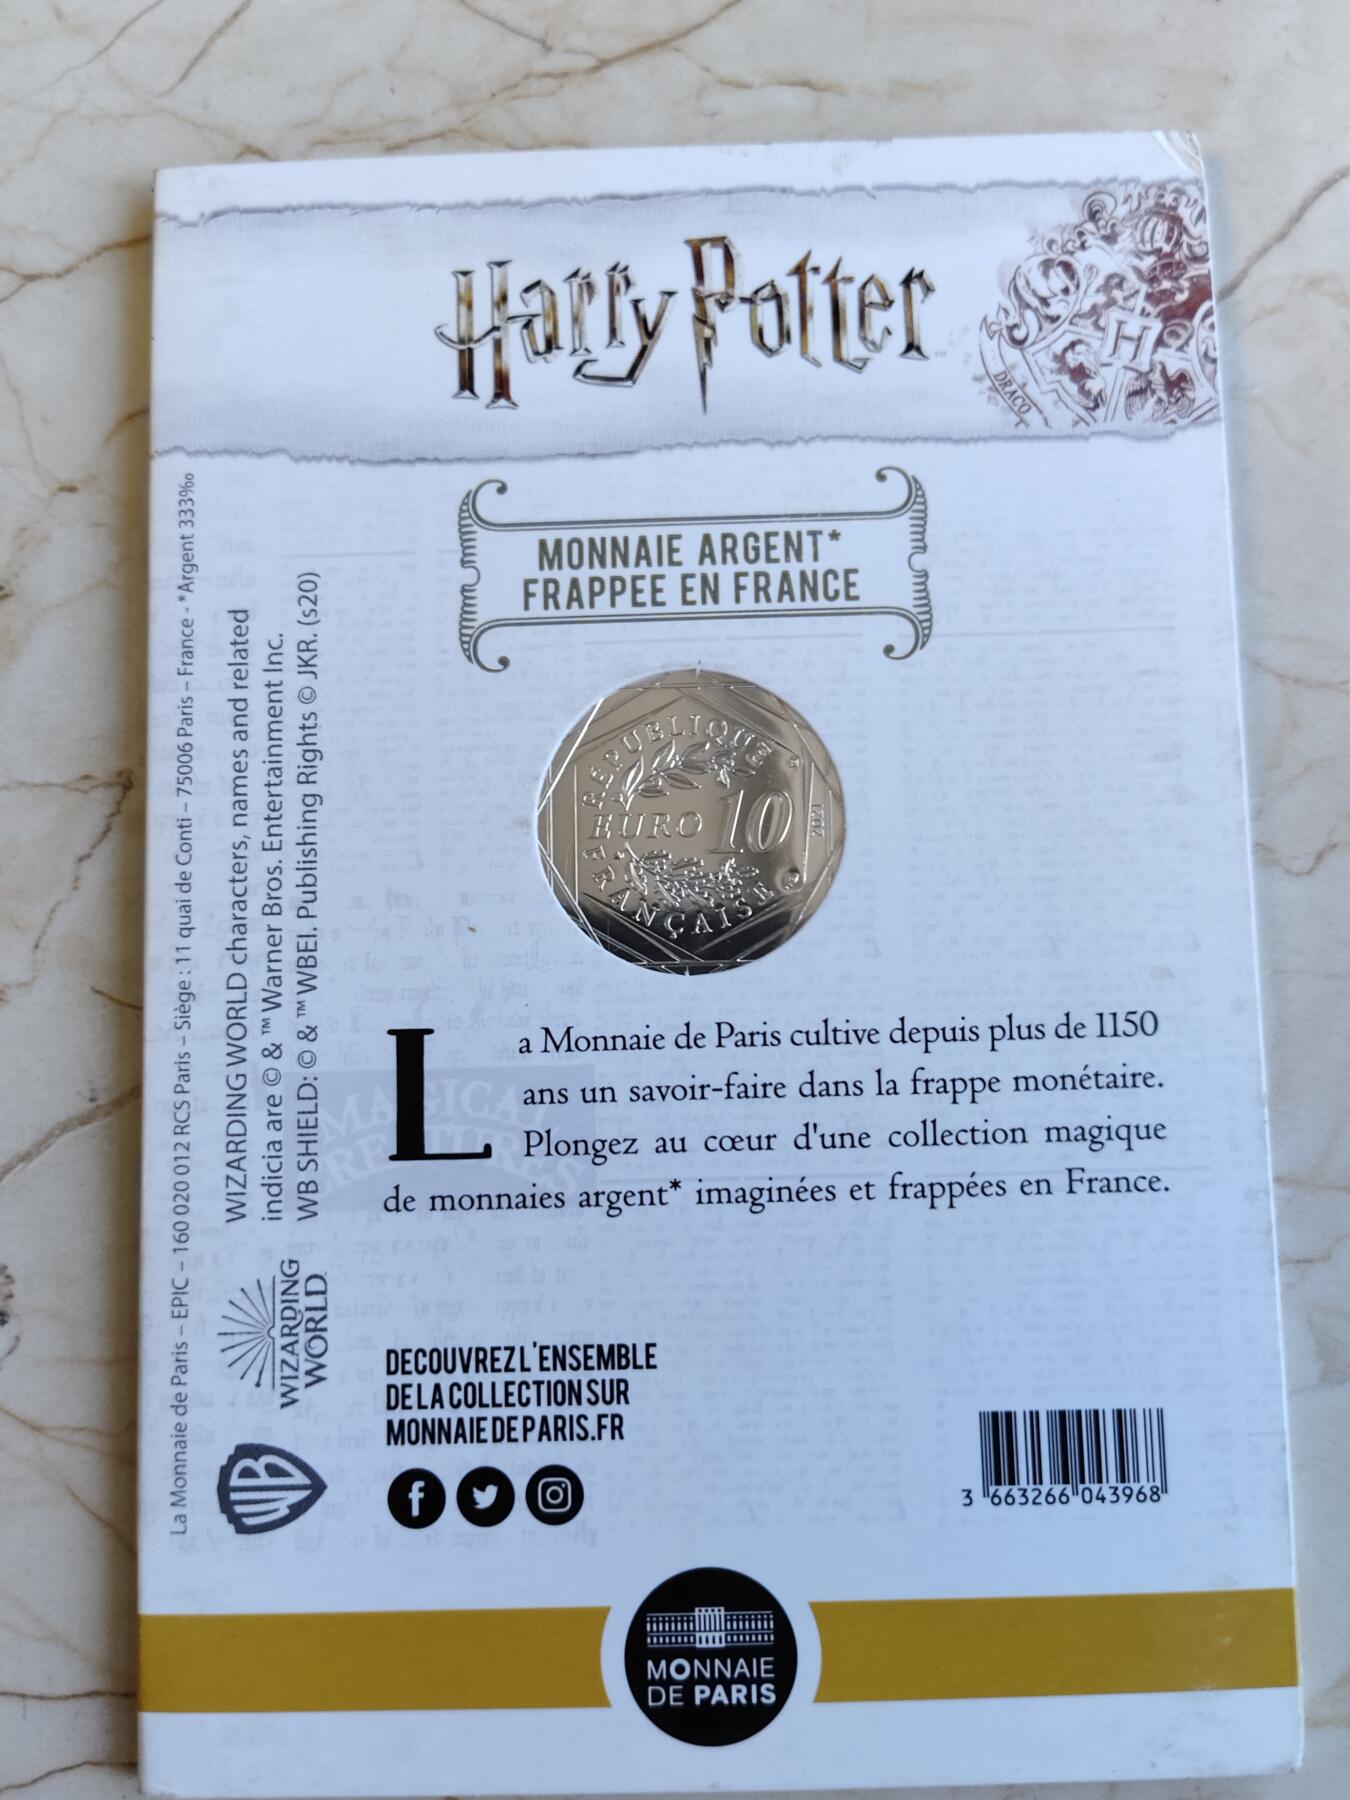 Harry Potter
DRACO
H
MONNAIE ARGENT*
FRAPPEE EN FRANCE
RÉPUBLIQUE
EURO 10
2021
FRANÇAISE
La Monnaie de Paris cultive depuis plus de 1150
ans un savoir-faire dans la frappe monétaire.
Plongez au cœur d'une collection magique
de monnaies argent* imaginées et frappées en France.
MAGICAL
CREATURES
DECOUVREZ L'ENSEMBLE
DE LA COLLECTION SUR
MONNAIEDEPARIS.FR
3 663266 043968
MONNAIE
DE PARIS
La Monnaie de Paris – EPIC – 160 020 012 RCS Paris – Siège : 11 quai de Conti – 75006 Paris – France - *Argent 333‰
WIZARDING WORLD characters, names and related
indicia are © & ™ Warner Bros. Entertainment Inc.
WB SHIELD: © & ™ WBEI. Publishing Rights © JKR. (s20)
WIZARDING
WORLD
WB